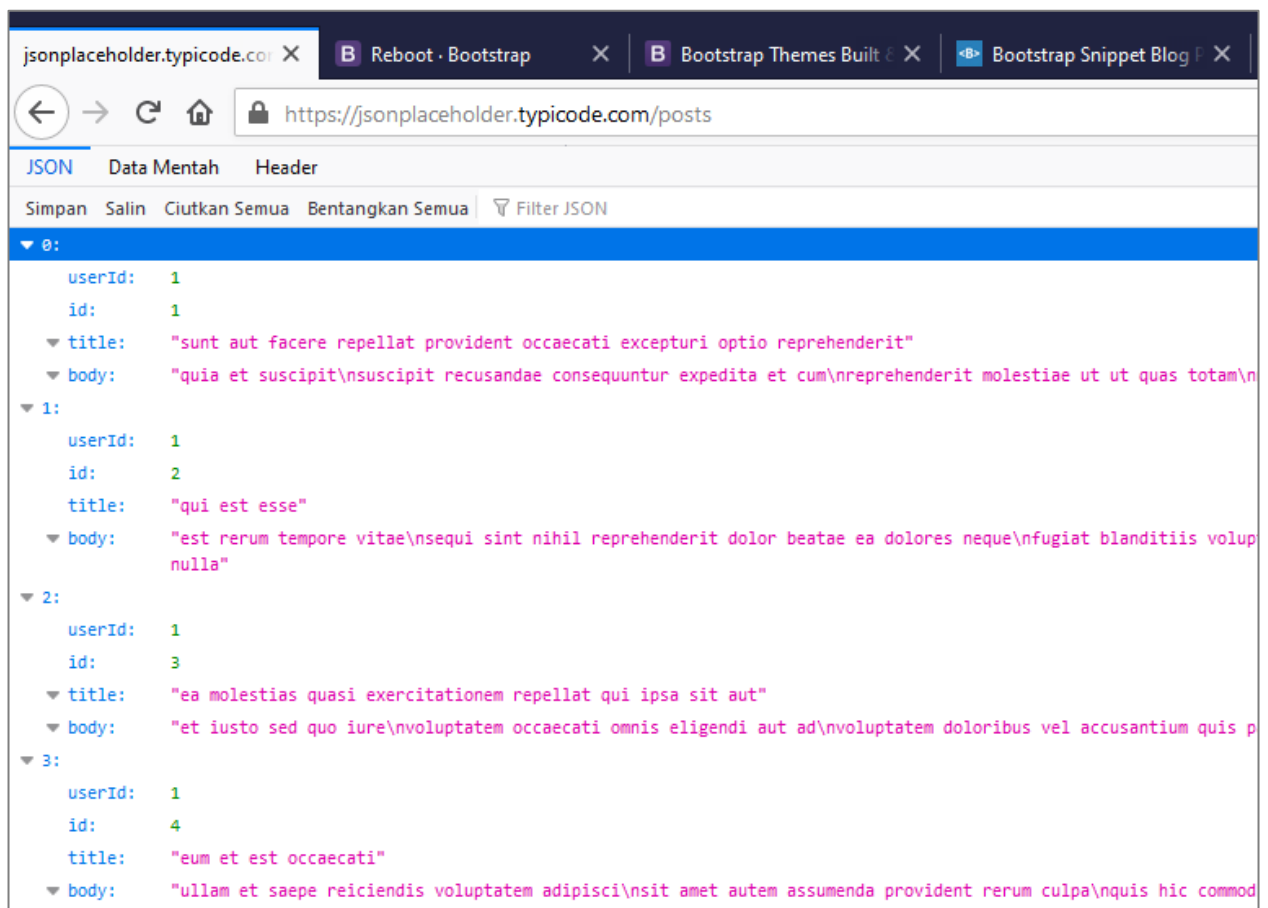 jsonplaceholder.typicode.cor
B Reboot · Bootstrap
B Bootstrap Themes Built &
<B> Bootstrap Snippet Blog P
https://jsonplaceholder.typicode.com/posts
JSON Data Mentah Header
Simpan Salin Ciutkan Semua Bentangkan Semua Filter JSON
0:
userId: 1
id: 1
title: "sunt aut facere repellat provident occaecati excepturi optio reprehenderit"
body: "quia et suscipit\nsuscipit recusandae consequuntur expedita et cum\nreprehenderit molestiae ut ut quas totam\n
1:
userId: 1
id: 2
title: "qui est esse"
body: "est rerum tempore vitae\nsequi sint nihil reprehenderit dolor beatae ea dolores neque\nfugiat blanditiis volup
nulla"
2:
userId: 1
id: 3
title: "ea molestias quasi exercitationem repellat qui ipsa sit aut"
body: "et iusto sed quo iure\nvoluptatem occaecati omnis eligendi aut ad\nvoluptatem doloribus vel accusantium quis p
3:
userId: 1
id: 4
title: "eum et est occaecati"
body: "ullam et saepe reiciendis voluptatem adipisci\nsit amet autem assumenda provident rerum culpa\nquis hic commod